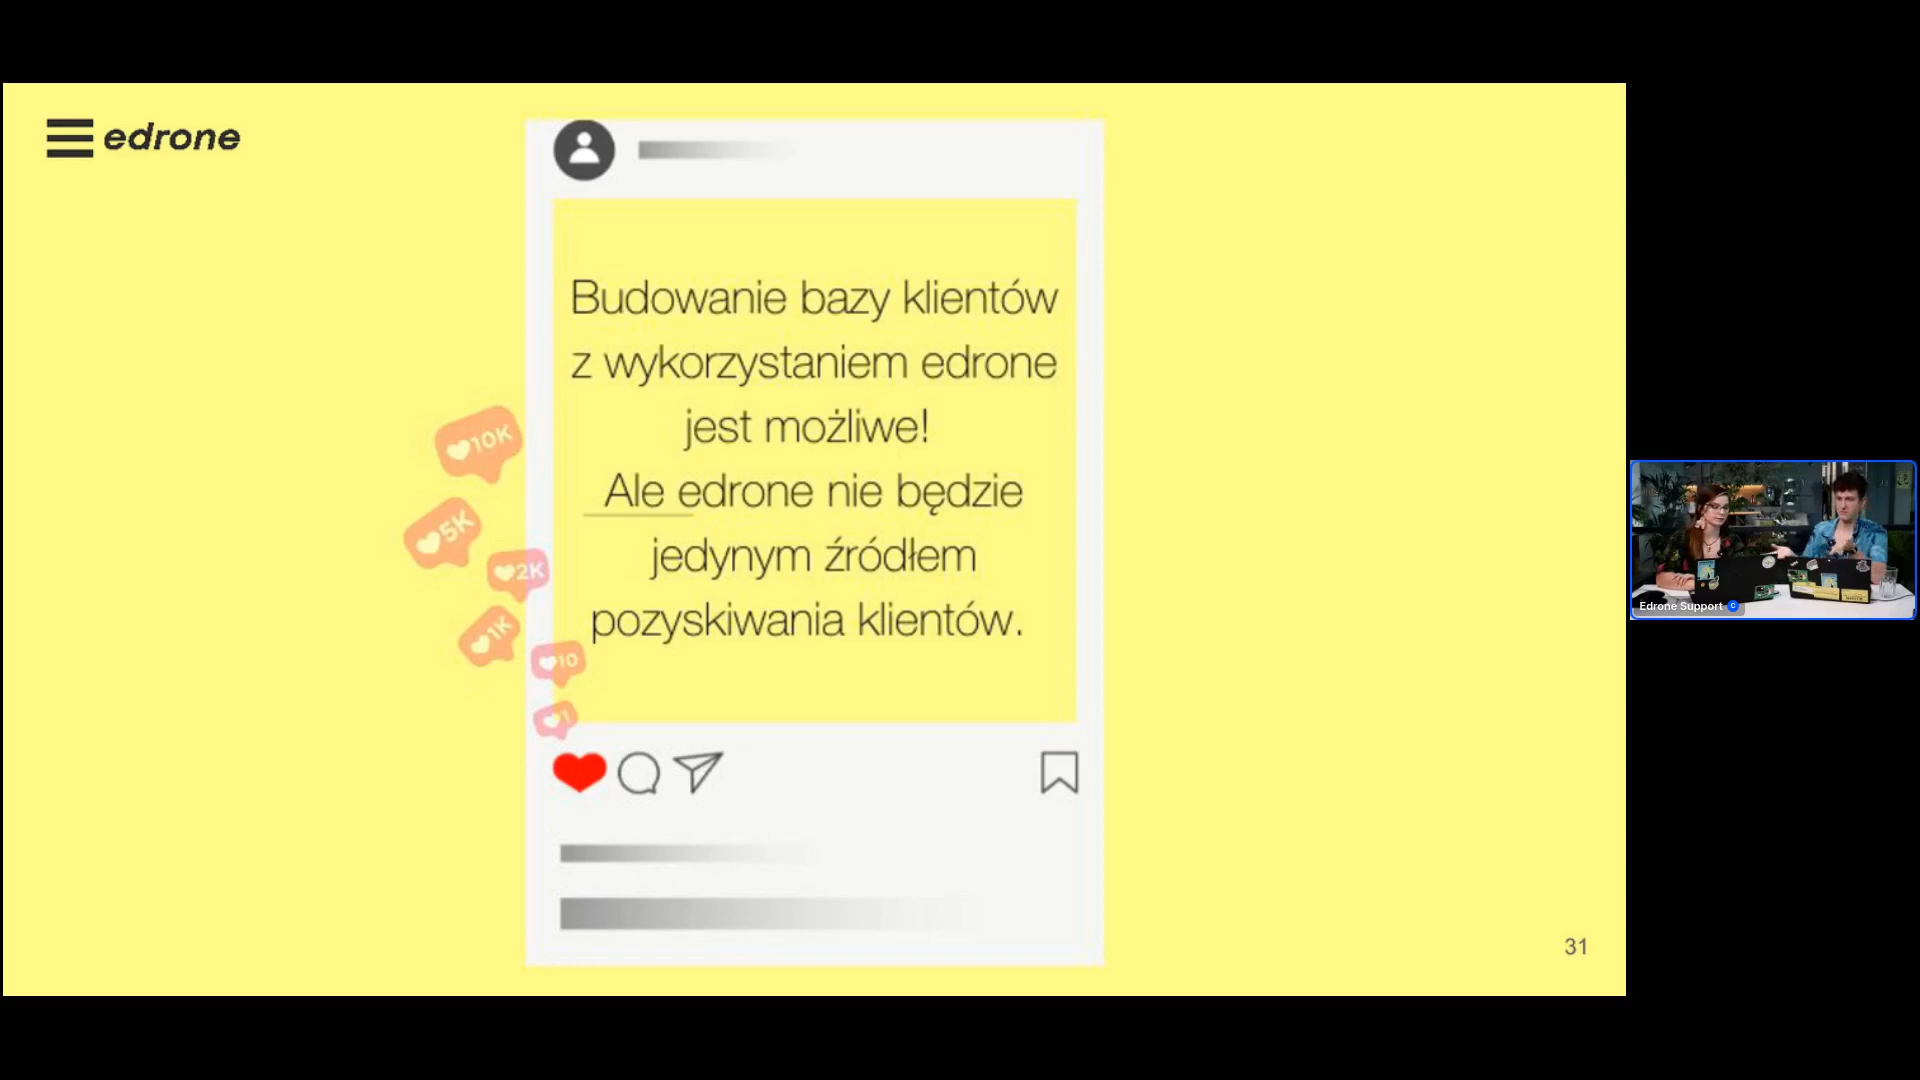 edrone
Budowanie bazy klientów
z wykorzystaniem edrone
jest możliwe!
Ale edrone nie będzie
jedynym źródłem
pozyskiwania klientów.
10K
5K
2K
1K
10
1
31
Edrone Support